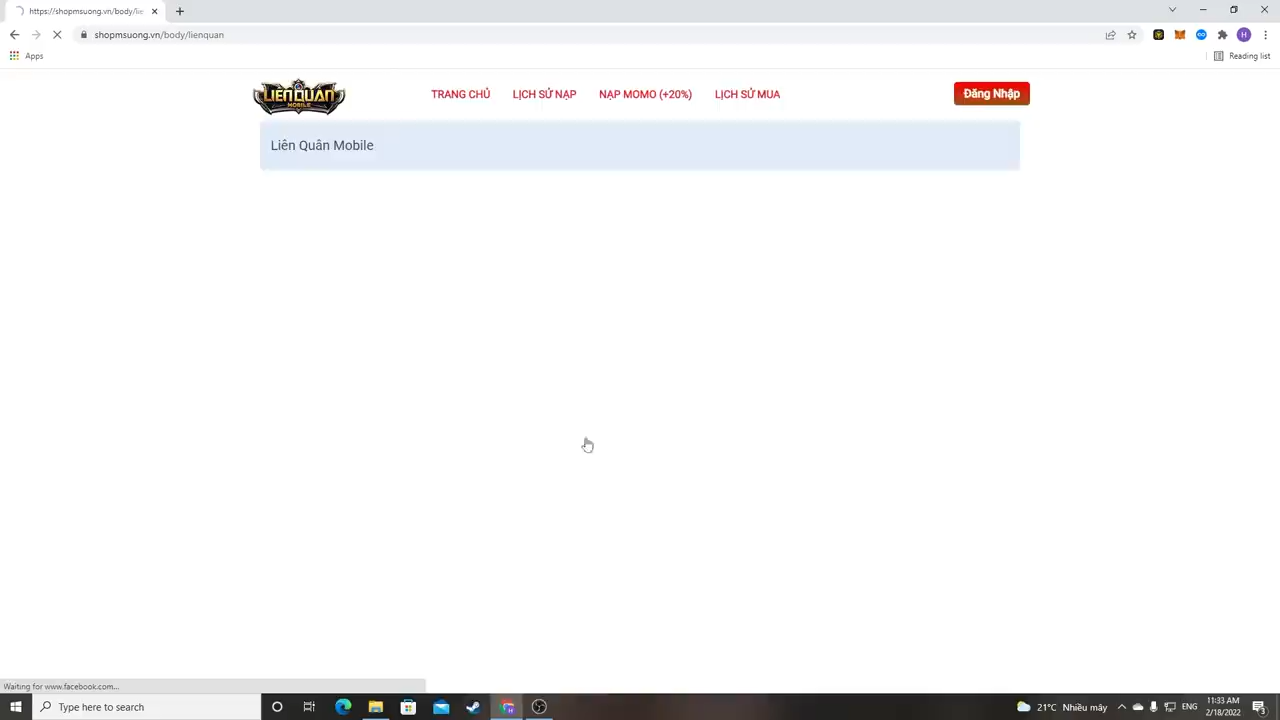 https://shopmsuong.vn/body/lie
shopmsuong.vn/body/lienquan
Apps
Reading list
LIENQUAN
MOBILE
TRANG CHỦ
LỊCH SỬ NẠP
NẠP MOMO (+20%)
LỊCH SỬ MUA
Đăng Nhập
Liên Quân Mobile
Waiting for www.facebook.com...
Type here to search
21°C Nhiều mây
ENG
11:33 AM
2/18/2022
3
H